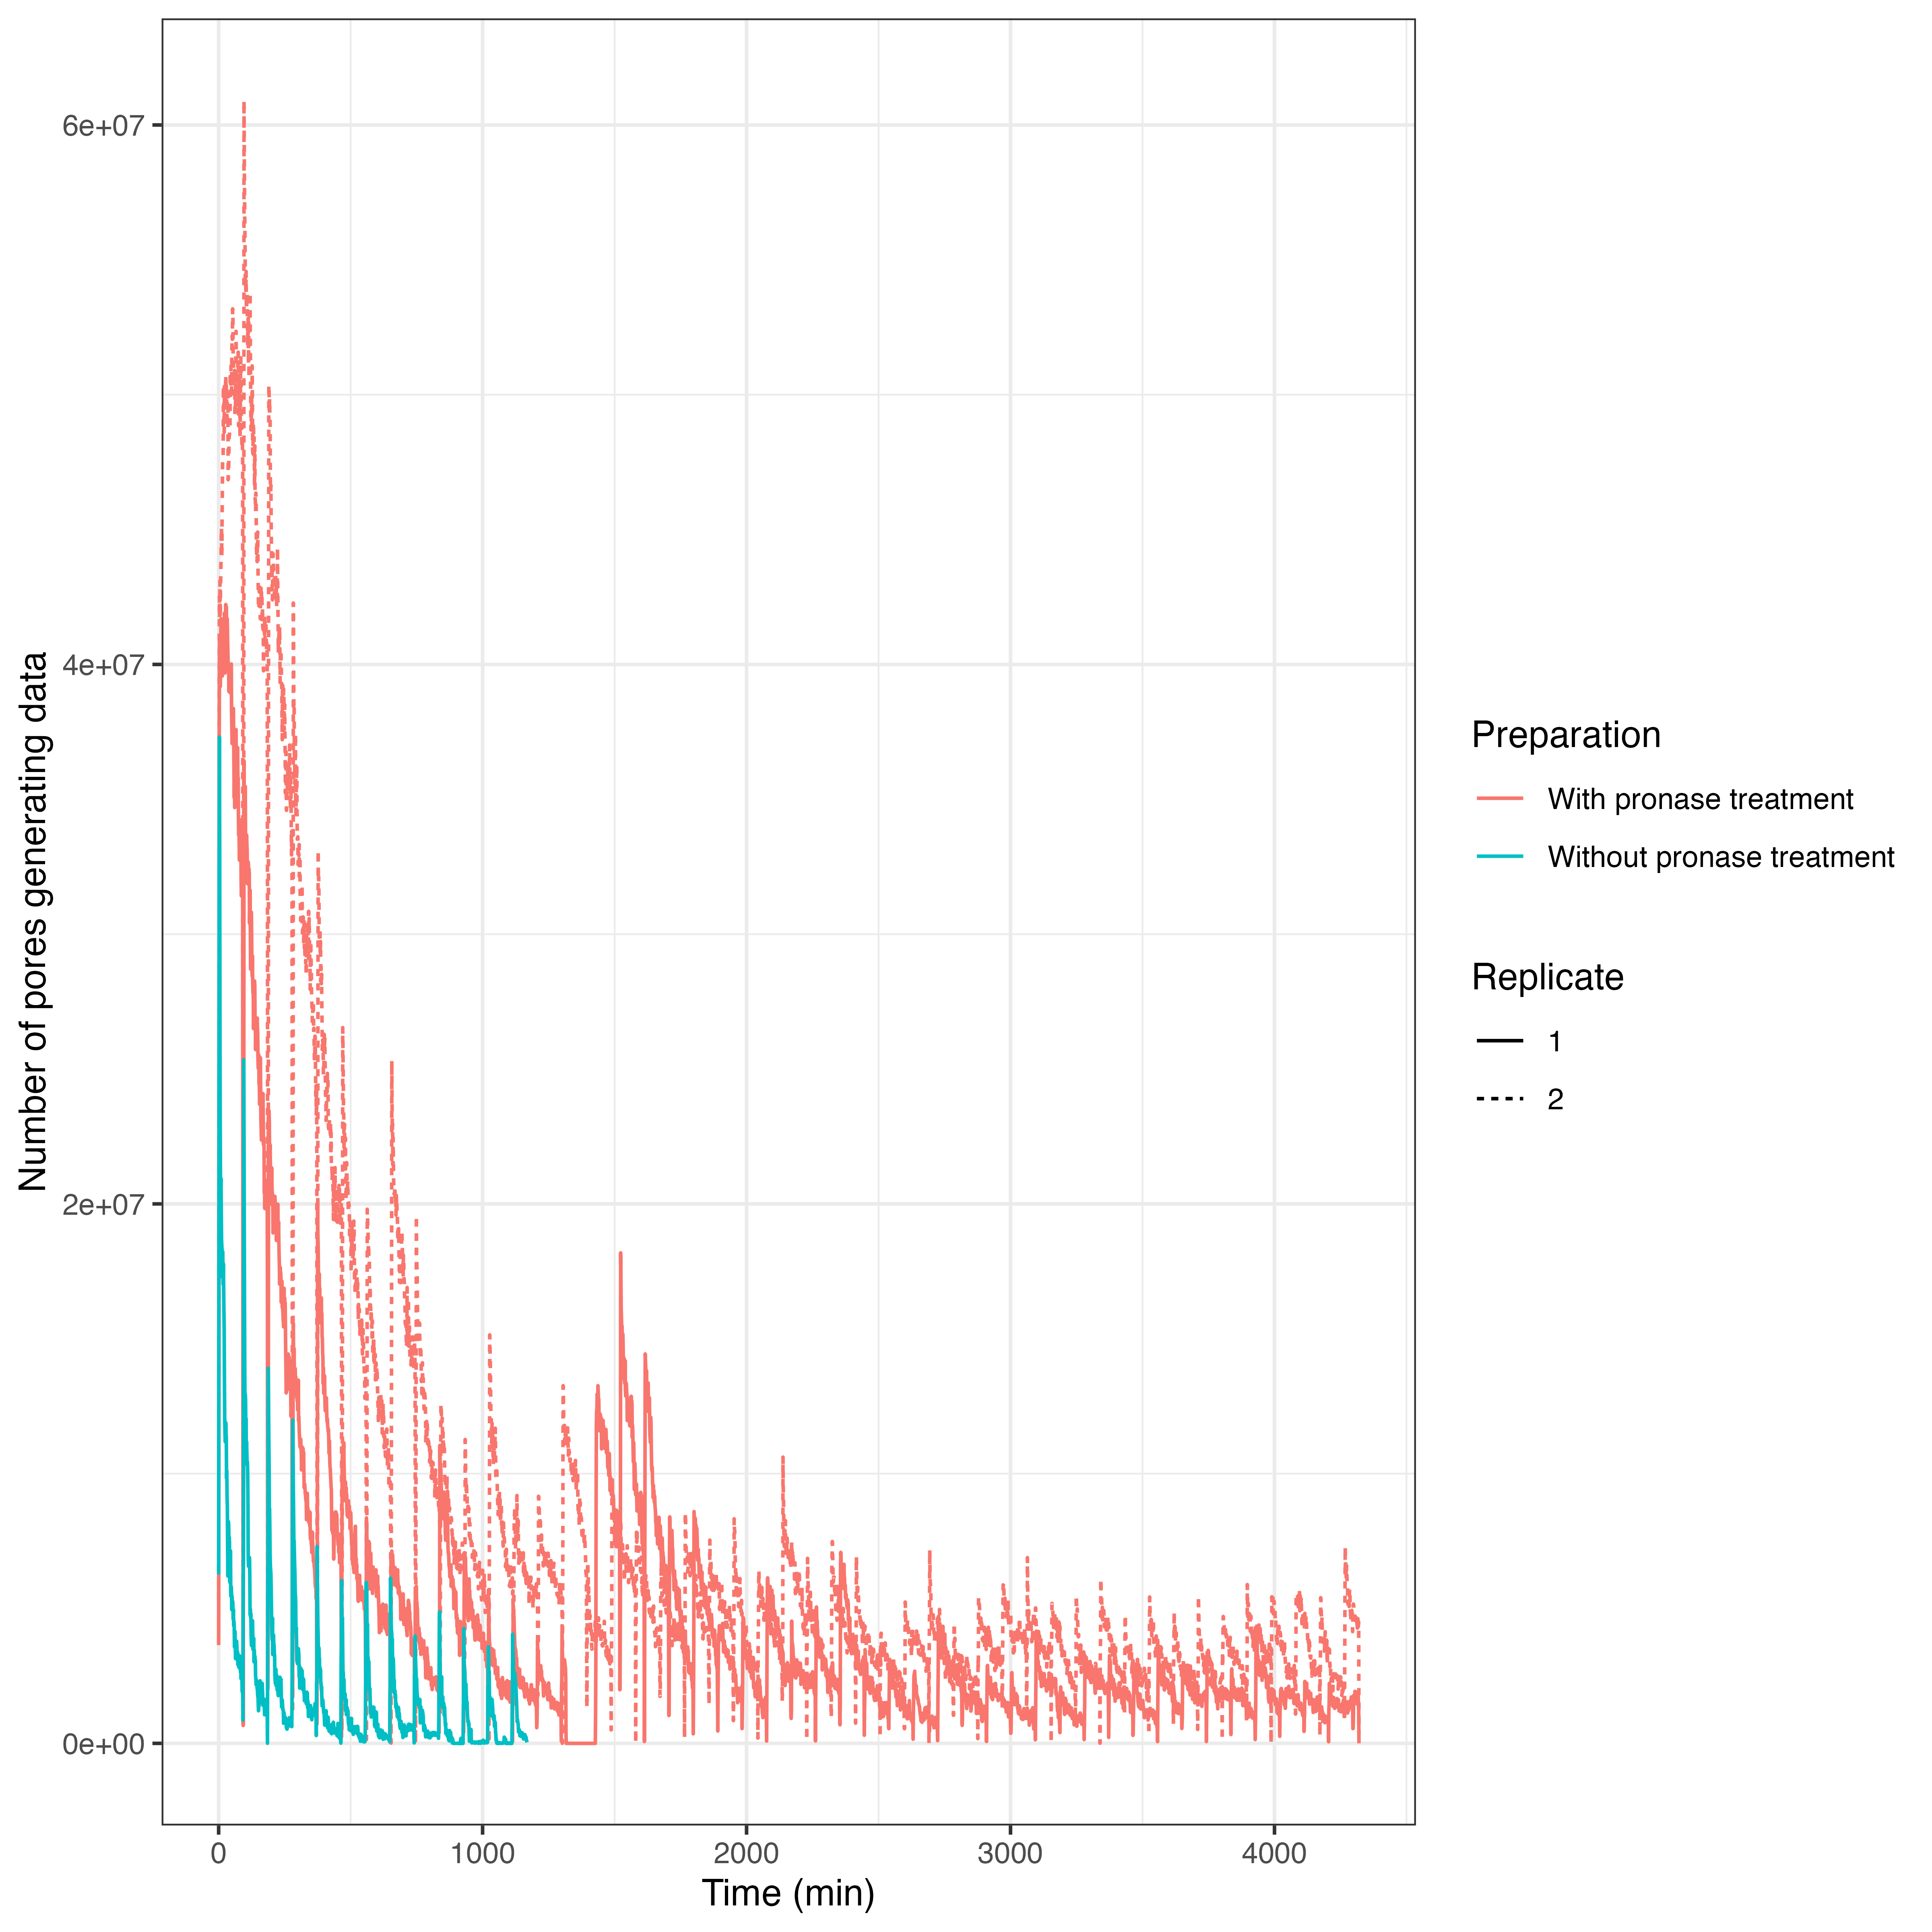 Number of pores generating data
6e+07
4e+07
2e+07
0e+00
0
1000
2000
3000
4000
Time (min)
Preparation
With pronase treatment
Without pronase treatment
Replicate
1
2